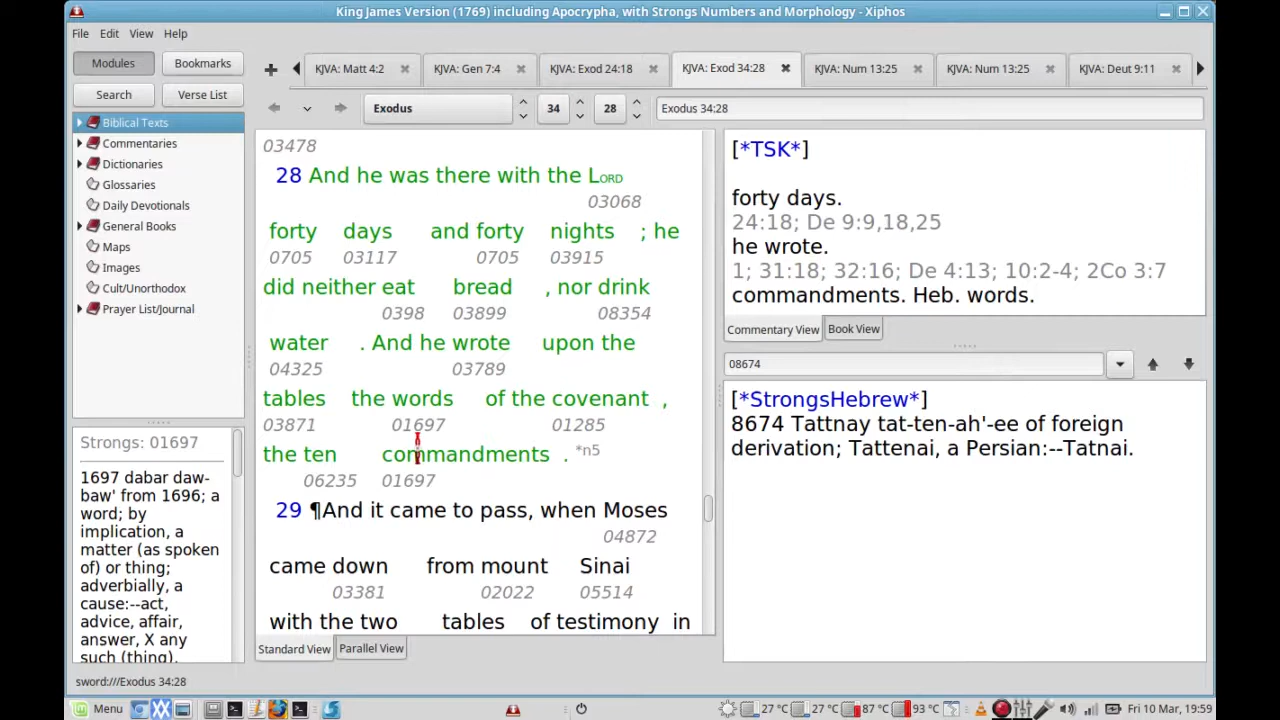 King James Version (1769) including Apocrypha, with Strongs Numbers and Morphology - Xiphos
File Edit View Help
Modules Bookmarks
Search Verse List
Biblical Texts
Commentaries
Dictionaries
Glossaries
Daily Devotionals
General Books
Maps
Images
Cult/Unorthodox
Prayer List/Journal
Strongs: 01697
1697 dabar daw-
baw' from 1696; a
word; by
implication, a
matter (as spoken
of) or thing;
adverbially, a
cause:--act,
advice, affair,
answer, X any
such (thing),
KJVA: Matt 4:2 KJVA: Gen 7:4 KJVA: Exod 24:18 KJVA: Exod 34:28 KJVA: Num 13:25 KJVA: Num 13:25 KJVA: Deut 9:11
Exodus 34 28 Exodus 34:28
03478
28 And he was there with the LORD
03068
forty days and forty nights ; he
0705 03117 0705 03915
did neither eat bread , nor drink
0398 03899 08354
water . And he wrote upon the
04325 03789
tables the words of the covenant ,
03871 01697 01285
the ten commandments . *n5
06235 01697
29 ¶And it came to pass, when Moses
04872
came down from mount Sinai
03381 02022 05514
with the two tables of testimony in
Standard View Parallel View
[*TSK*]
forty days.
24:18; De 9:9,18,25
he wrote.
1; 31:18; 32:16; De 4:13; 10:2-4; 2Co 3:7
commandments. Heb. words.
Commentary View Book View
08674
[*StrongsHebrew*]
8674 Tattnay tat-ten-ah'-ee of foreign
derivation; Tattenai, a Persian:--Tatnai.
sword:///Exodus 34:28
Menu 27 °C 27 °C 87 °C 93 °C Fri 10 Mar, 19:59